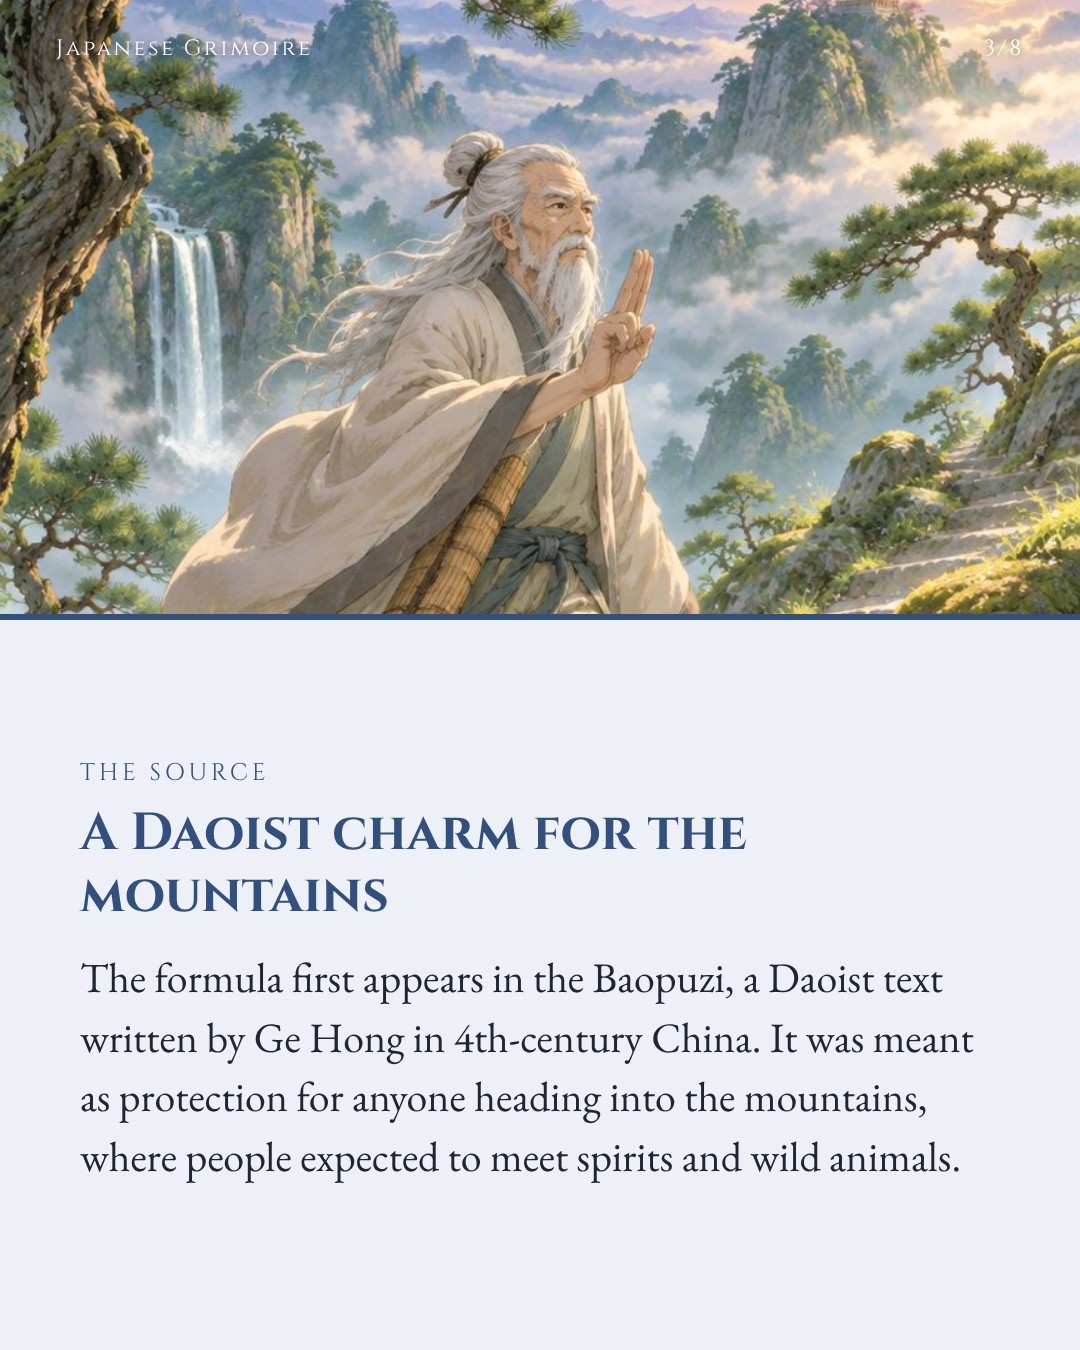 Japanese Grimoire
3/8
THE SOURCE
A Daoist charm for the
mountains
The formula first appears in the Baopuzi, a Daoist text
written by Ge Hong in 4th-century China. It was meant
as protection for anyone heading into the mountains,
where people expected to meet spirits and wild animals.